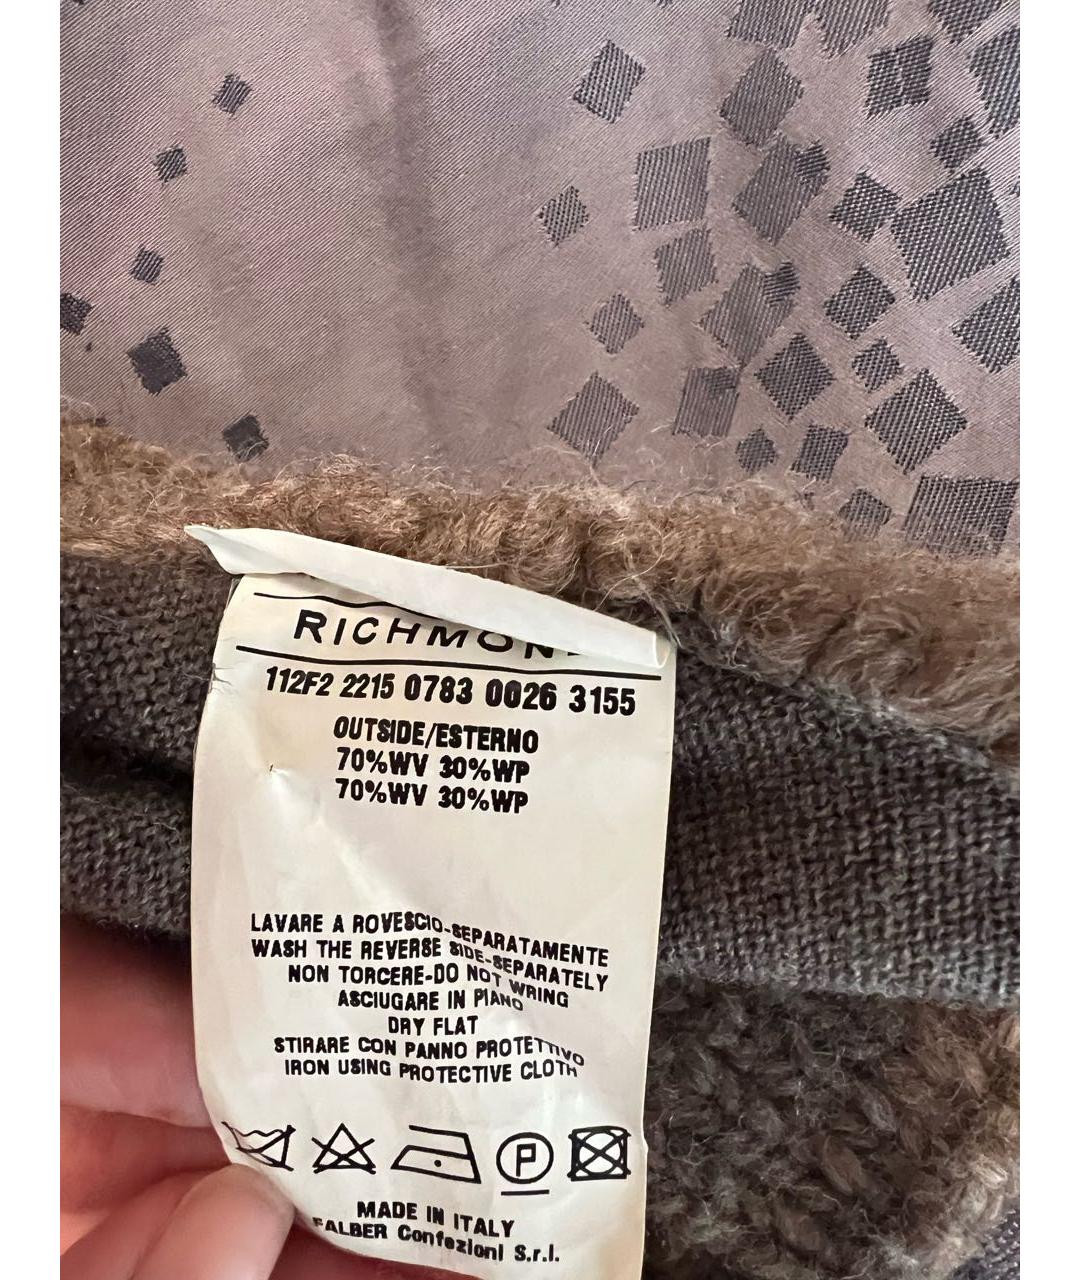 RICHMON
112F2 2215 0783 0026 3155
OUTSIDE/ESTERNO
70%WV 30%WP
70%WV 30%WP
LAVARE A ROVESCIO-SEPARATAMENTE
WASH THE REVERSE SIDE-SEPARATELY
NON TORCERE-DO NOT WRING
ASCIUGARE IN PIANO
DRY FLAT
STIRARE CON PANNO PROTETTIVO
IRON USING PROTECTIVE CLOTH
P
MADE IN ITALY
FALBER Confezioni S.r.l.